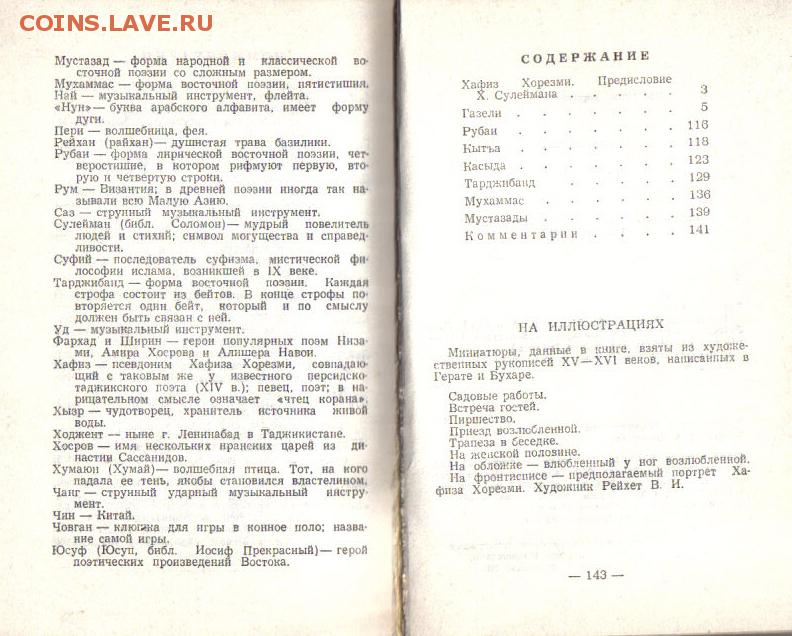 COINS.LAVE.RU
Мустазад — форма народной и классической во-
сточной поэзии со сложным размером.
Мухаммас — форма восточной поэзии, пятистишия.
Най — музыкальный инструмент, флейта.
«Нун» — буква арабского алфавита, имеет форму
дуги.
Пери — волшебница, фея.
Рейхан (райхан) — душистая трава базилики.
Рубаи — форма лирической восточной поэзии, чет-
веростишие, в котором рифмуют первую, вто-
рую и четвертую строки.
Рум — Византия; в древней поэзии иногда так на-
зывали всю Малую Азию.
Саз — струнный музыкальный инструмент.
Сулейман (библ. Соломон) — мудрый повелитель
людей и стихий; символ могущества и справед-
ливости.
Суфий — последователь суфизма, мистической фи-
лософии ислама, возникшей в IX веке.
Тарджибанд — форма восточной поэзии. Каждая
строфа состоит из бейтов. В конце строфы по-
вторяется один бейт, который и по смыслу
должен быть связан с ней.
Уд — музыкальный инструмент.
Фархад и Ширин — герои популярных поэм Низа-
ми, Амира Хосрова и Алишера Навои.
Хафиз — псевдоним Хафиза Хорезми, совпадаю-
щий с таковым же у известного персидско-
таджикского поэта (XIV в.); певец, поэт; в на-
рицательном смысле означает «чтец корана».
Хызр — чудотворец, хранитель источника живой
воды.
Ходжент — ныне г. Ленинабад в Таджикистане.
Хосров — имя нескольких иранских царей из ди-
настии Сассанидов.
Хумаюн (Хумай) — волшебная птица. Тот, на кого
падала ее тень, якобы становился властелином.
Чанг — струнный ударный музыкальный инстру-
мент.
Чин — Китай.
Човган — клюшка для игры в конное поло; назва-
ние самой игры.
Юсуф (Юсуп, библ. Иосиф Прекрасный) — герой
поэтических произведений Востока.
СОДЕРЖАНИЕ
Хафиз Хорезми. Предисловие
Х. Сулеймана . . . . . 3
Газели . . . . . . . 5
Рубаи . . . . . . . 116
Кытъа . . . . . . . 118
Касыда . . . . . . . 123
Тарджибанд . . . . . 129
Мухаммас . . . . . . 136
Мустазады . . . . . . 139
Комментарии . . . . 141
НА ИЛЛЮСТРАЦИЯХ
Миниатюры, данные в книге, взяты из художе-
ственных рукописей XV—XVI веков, написанных в
Герате и Бухаре.
Садовые работы.
Встреча гостей.
Пиршество.
Приезд возлюбленной.
Трапеза в беседке.
На женской половине.
На обложке — влюбленный у ног возлюбленной.
На фронтисписе — предполагаемый портрет Ха-
физа Хорезми. Художник Рейхет В. И.
— 143 —